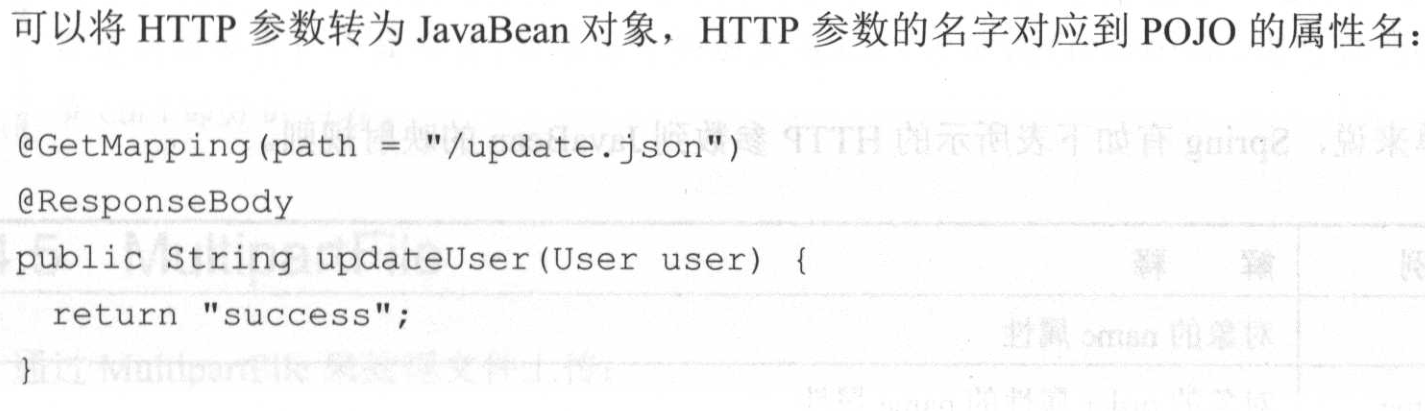 可以将 HTTP 参数转为 JavaBean 对象，HTTP 参数的名字对应到 POJO 的属性名：
@GetMapping(path = "/update.json")
@ResponseBody
public String updateUser(User user) {
return "success";
}